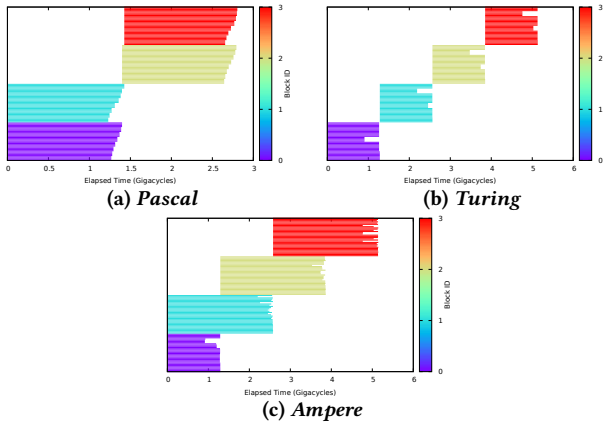 3
2
Block ID
1
0
0 0.5 1 1.5 2 2.5 3
Elapsed Time (Gigacycles)
(a) Pascal
3
2
Block ID
1
0
0 1 2 3 4 5 6
Elapsed Time (Gigacycles)
(b) Turing
3
2
Block ID
1
0
0 1 2 3 4 5 6
Elapsed Time (Gigacycles)
(c) Ampere